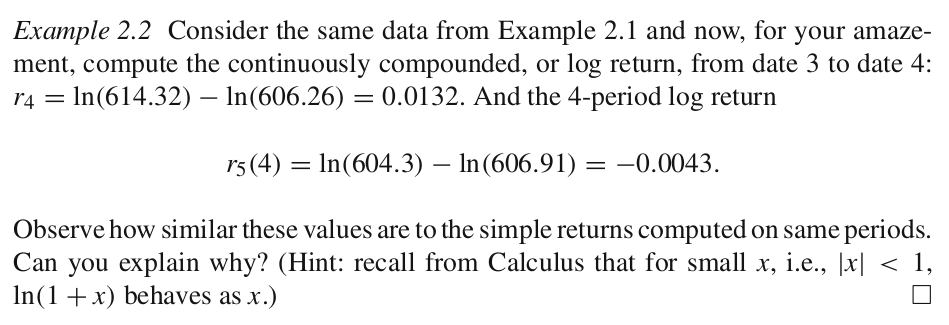 Example 2.2 Consider the same data from Example 2.1 and now, for your amaze-
ment, compute the continuously compounded, or log return, from date 3 to date 4:
r₄ = ln(614.32) − ln(606.26) = 0.0132. And the 4-period log return
r₅(4) = ln(604.3) − ln(606.91) = −0.0043.
Observe how similar these values are to the simple returns computed on same periods.
Can you explain why? (Hint: recall from Calculus that for small x, i.e., |x| < 1,
ln(1 + x) behaves as x.) □